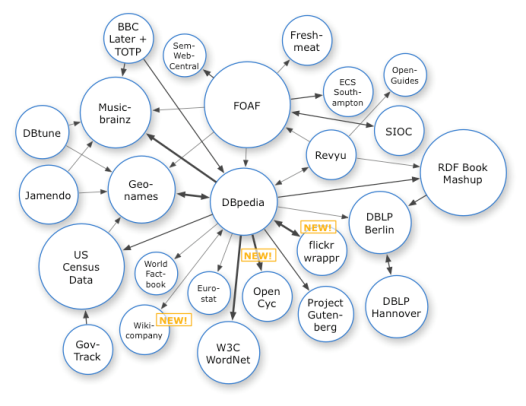 BBC
Later +
TOTP
Sem-
Web-
Central
Fresh-
meat
Music-
brainz
FOAF
ECS
South-
ampton
Open-
Guides
SIOC
DBtune
Revyu
RDF Book
Mashup
Jamendo
Geo-
names
DBpedia
DBLP
Berlin
NEW!
flickr
wrappr
US
Census
Data
World
Fact-
book
NEW!
Euro-
stat
Open
Cyc
Project
Guten-
berg
DBLP
Hannover
Wiki-
company
NEW!
Gov-
Track
W3C
WordNet